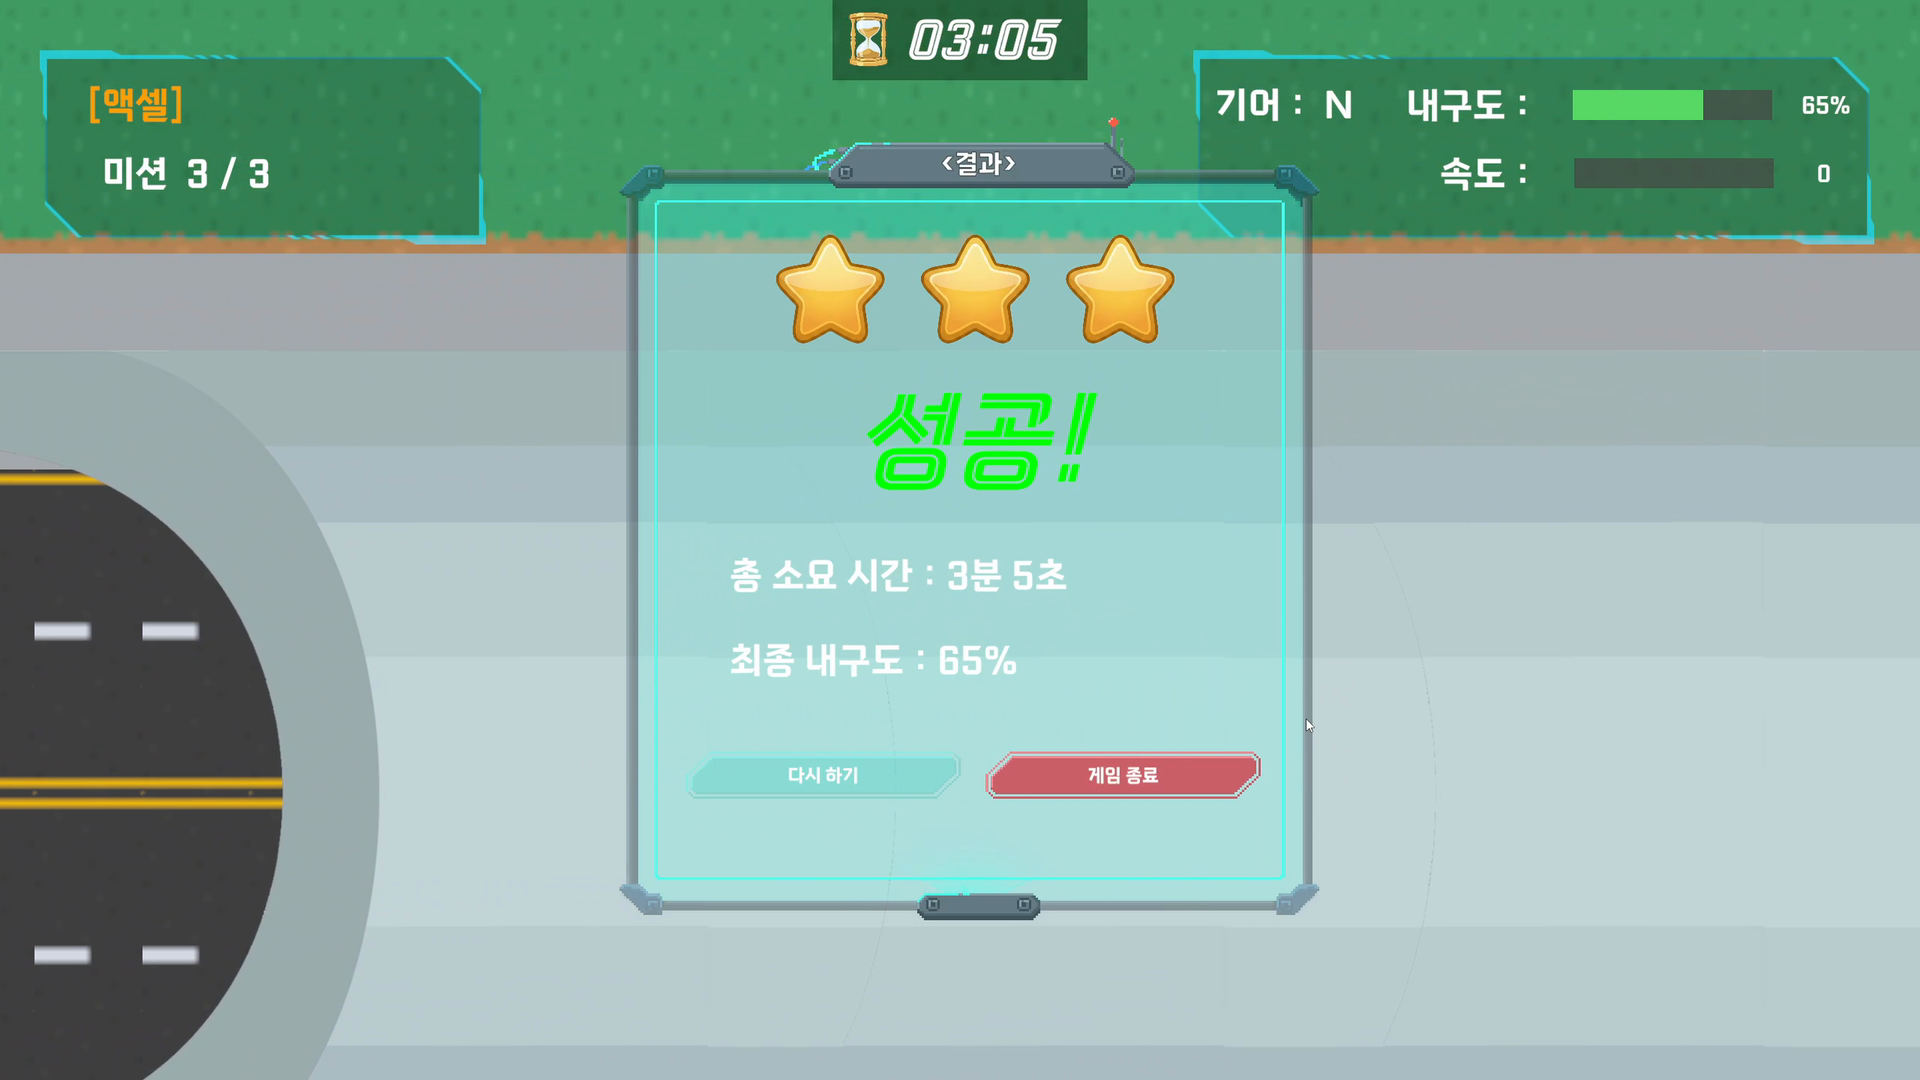 03:05
[액셀]
미션 3 / 3
기어 : N 내구도 : 65%
속도 : 0
<결과>
성공!
총 소요 시간 : 3분 5초
최종 내구도 : 65%
다시 하기
게임 종료